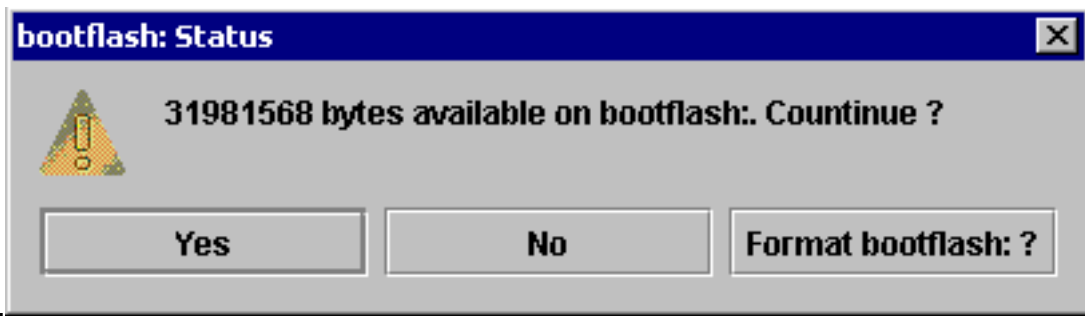 bootflash: Status
31981568 bytes available on bootflash:. Countinue ?
Yes
No
Format bootflash: ?